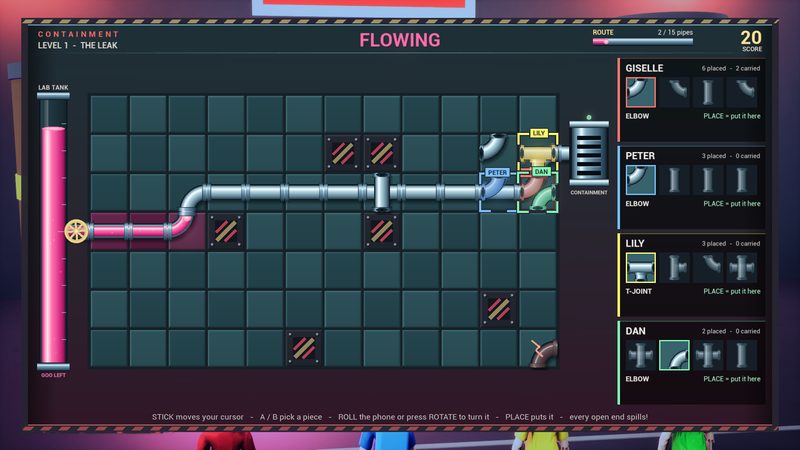 CONTAINMENT
LEVEL 1 - THE LEAK
FLOWING
ROUTE
2 / 15 pipes
20
SCORE
LAB TANK
GOO LEFT
LILY
PETER
DAN
CONTAINMENT
GISELLE
6 placed - 2 carried
ELBOW
PLACE = put it here
PETER
3 placed - 0 carried
ELBOW
PLACE = put it here
LILY
3 placed - 0 carried
T-JOINT
PLACE = put it here
DAN
2 placed - 0 carried
ELBOW
PLACE = put it here
STICK moves your cursor - A / B pick a piece - ROLL the phone or press ROTATE to turn it - PLACE puts it - every open end spills!